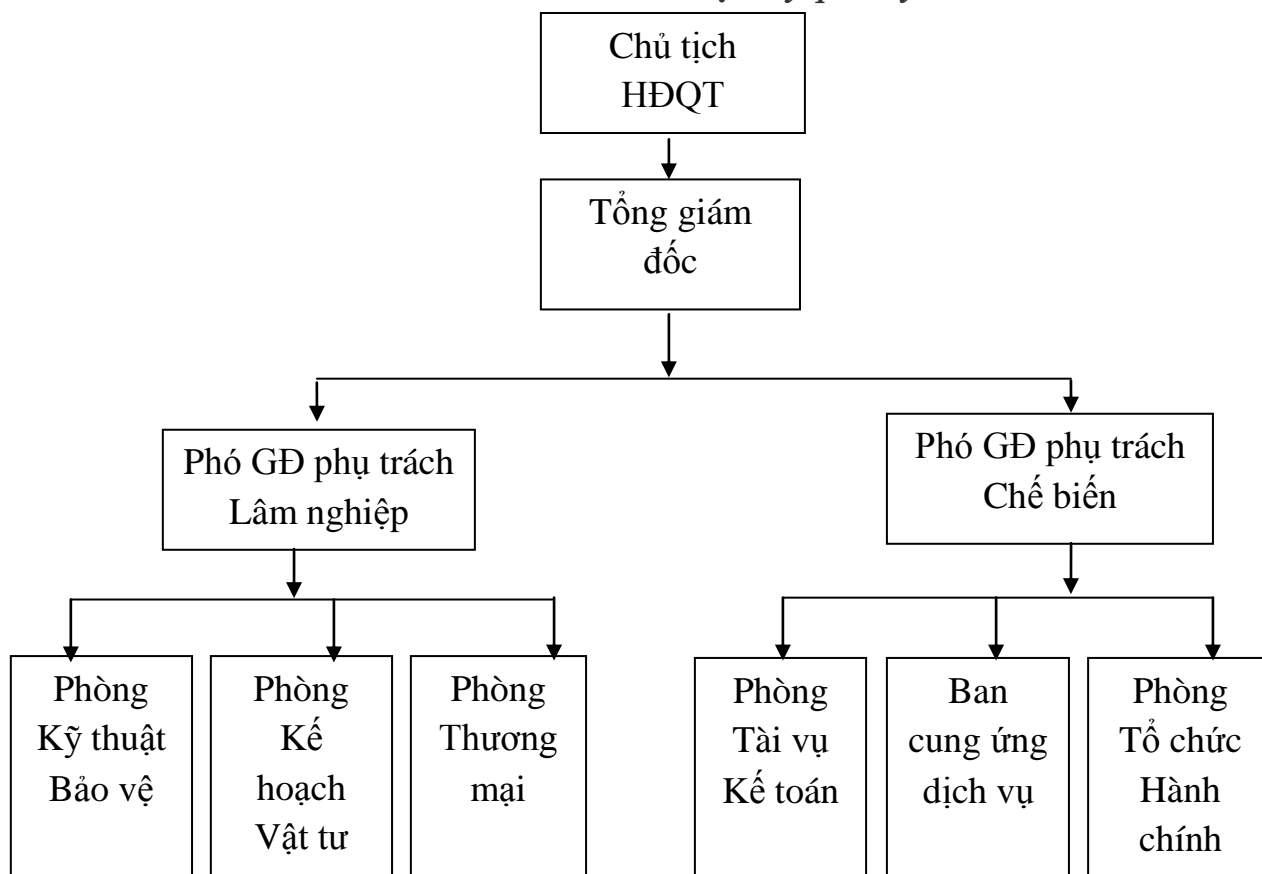 Chủ tịch
HĐQT
Tổng giám
đốc
Phó GĐ phụ trách
Lâm nghiệp
Phó GĐ phụ trách
Chế biến
Phòng
Kỹ thuật
Bảo vệ
Phòng
Kế
hoạch
Vật tư
Phòng
Thương
mại
Phòng
Tài vụ
Kế toán
Ban
cung ứng
dịch vụ
Phòng
Tổ chức
Hành
chính